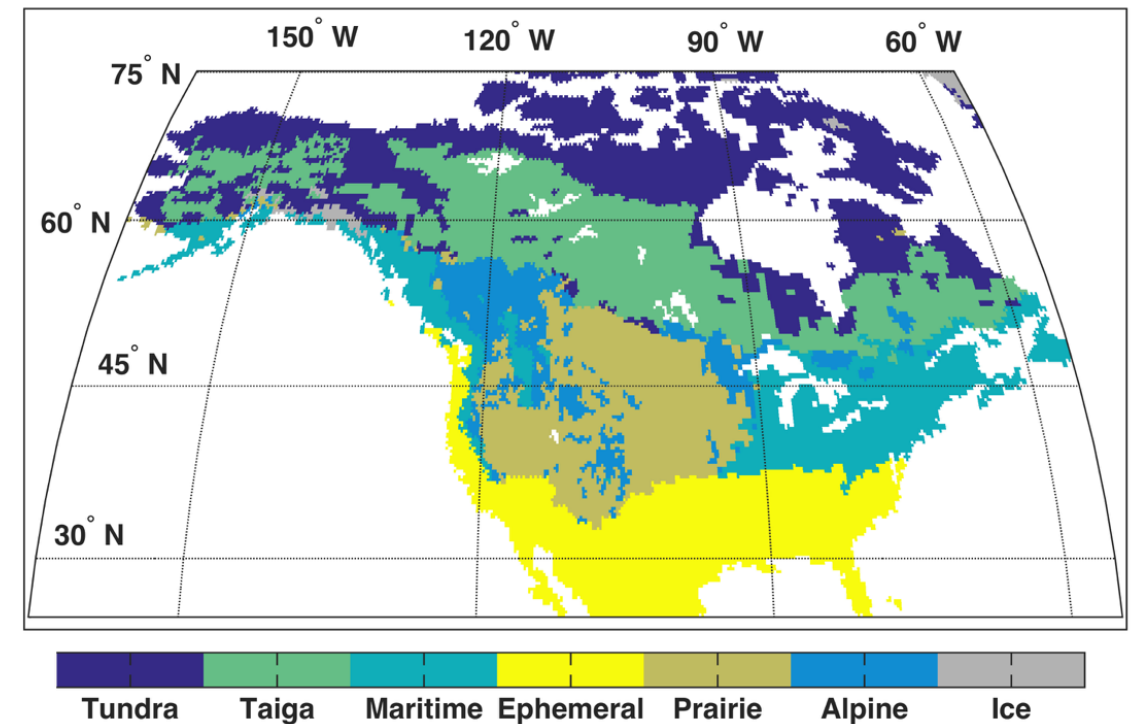 150° W 120° W 90° W 60° W
75° N
60° N
45° N
30° N
Tundra Taiga Maritime Ephemeral Prairie Alpine Ice